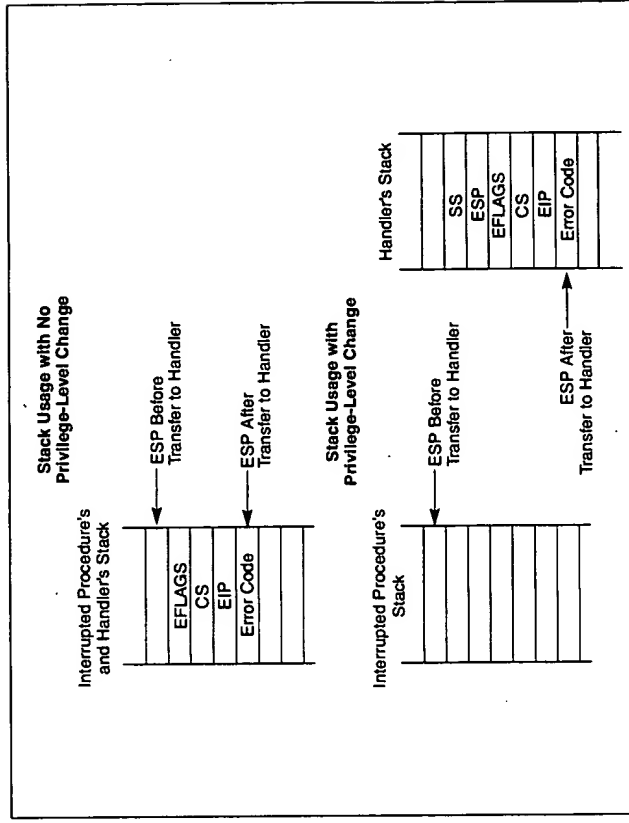 Stack Usage with No
Privilege-Level Change
Interrupted Procedure's
and Handler's Stack
EFLAGS
CS
EIP
Error Code
ESP Before
Transfer to Handler
ESP After
Transfer to Handler
Stack Usage with
Privilege-Level Change
Interrupted Procedure's
Stack
ESP Before
Transfer to Handler
Handler's Stack
SS
ESP
EFLAGS
CS
EIP
Error Code
ESP After
Transfer to Handler